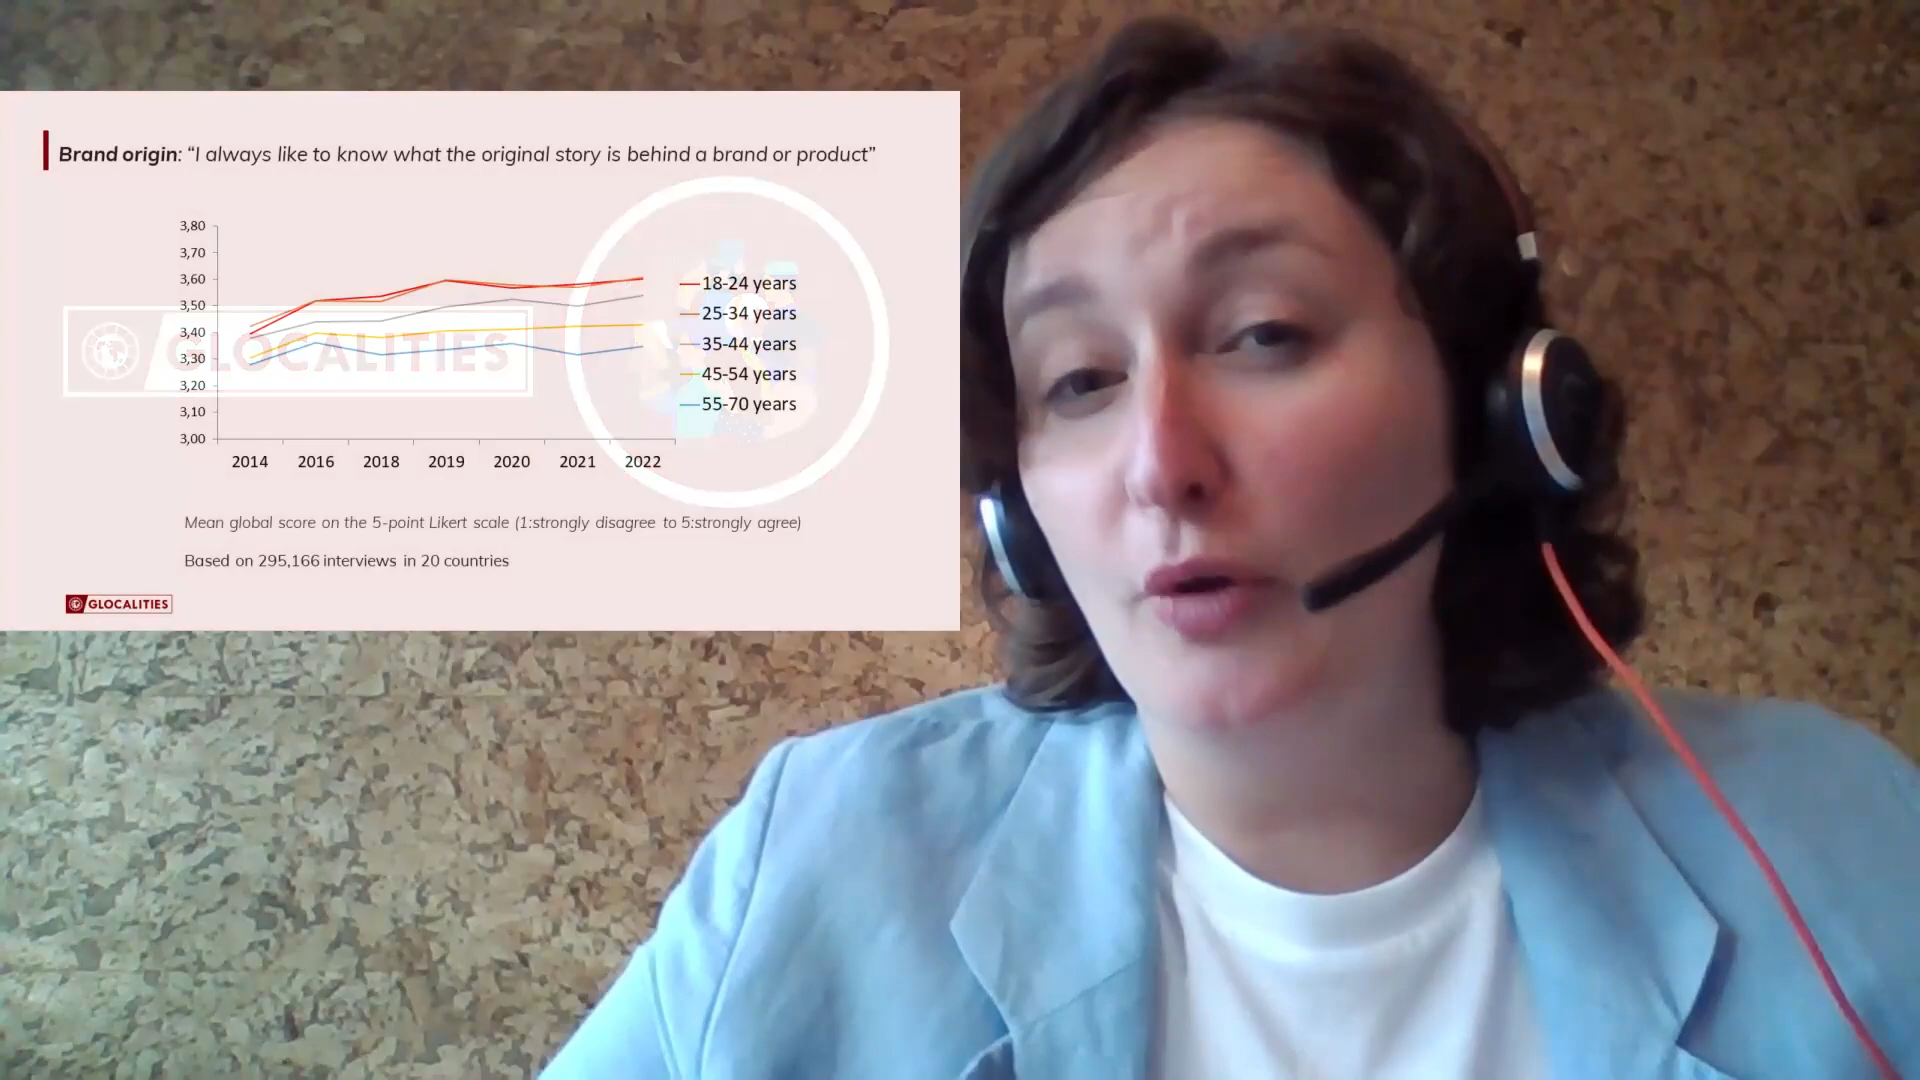 Brand origin: “I always like to know what the original story is behind a brand or product”
3,80
3,70
3,60
3,50
3,40
3,30
3,20
3,10
3,00
2014 2016 2018 2019 2020 2021 2022
18-24 years
25-34 years
35-44 years
45-54 years
55-70 years
GLOCALITIES
Mean global score on the 5-point Likert scale (1:strongly disagree to 5:strongly agree)
Based on 295,166 interviews in 20 countries
GLOCALITIES